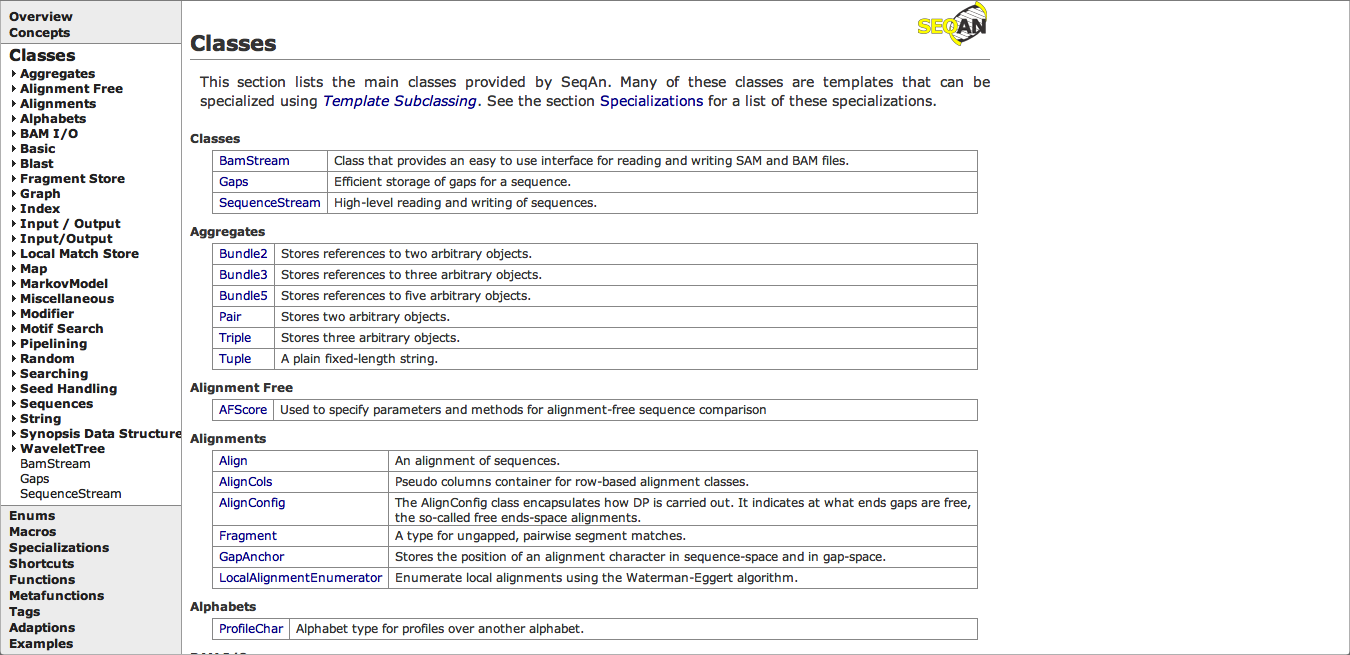 Overview
Concepts
Classes
Aggregates
Alignment Free
Alignments
Alphabets
BAM I/O
Basic
Blast
Fragment Store
Graph
Index
Input / Output
Input/Output
Local Match Store
Map
MarkovModel
Miscellaneous
Modifier
Motif Search
Pipelining
Random
Searching
Seed Handling
Sequences
String
Synopsis Data Structure
WaveletTree
BamStream
Gaps
SequenceStream
Enums
Macros
Specializations
Shortcuts
Functions
Metafunctions
Tags
Adaptions
Examples
SEQAN
Classes
This section lists the main classes provided by SeqAn. Many of these classes are templates that can be
specialized using Template Subclassing. See the section Specializations for a list of these specializations.
Classes
BamStream Class that provides an easy to use interface for reading and writing SAM and BAM files.
Gaps Efficient storage of gaps for a sequence.
SequenceStream High-level reading and writing of sequences.
Aggregates
Bundle2 Stores references to two arbitrary objects.
Bundle3 Stores references to three arbitrary objects.
Bundle5 Stores references to five arbitrary objects.
Pair Stores two arbitrary objects.
Triple Stores three arbitrary objects.
Tuple A plain fixed-length string.
Alignment Free
AFScore Used to specify parameters and methods for alignment-free sequence comparison
Alignments
Align An alignment of sequences.
AlignCols Pseudo columns container for row-based alignment classes.
AlignConfig The AlignConfig class encapsulates how DP is carried out. It indicates at what ends gaps are free,
the so-called free ends-space alignments.
Fragment A type for ungapped, pairwise segment matches.
GapAnchor Stores the position of an alignment character in sequence-space and in gap-space.
LocalAlignmentEnumerator Enumerate local alignments using the Waterman-Eggert algorithm.
Alphabets
ProfileChar Alphabet type for profiles over another alphabet.